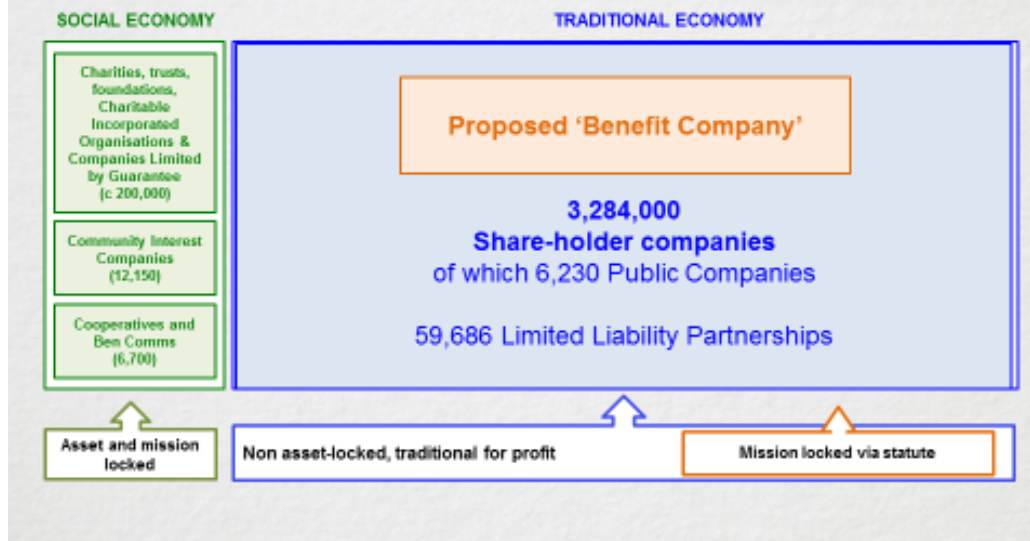 SOCIAL ECONOMY
TRADITIONAL ECONOMY
Charities, trusts,
foundations,
Charitable
Incorporated
Organisations &
Companies Limited
by Guarantee
(c 200,000)
Community Interest
Companies
(12,150)
Cooperatives and
Ben Comms
(6,700)
Proposed ‘Benefit Company’
3,284,000
Share-holder companies
of which 6,230 Public Companies
59,686 Limited Liability Partnerships
Asset and mission
locked
Non asset-locked, traditional for profit
Mission locked via statute